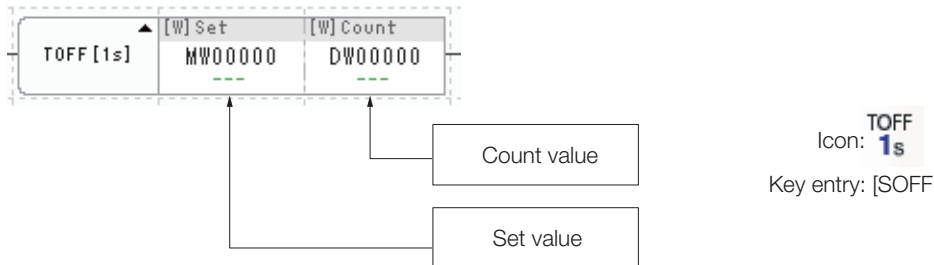 [W]Set [W]Count
TOFF[1s] MW00000 DW00000
--- ---
Count value
Set value
Icon: TOFF 1s
Key entry: [SOFF